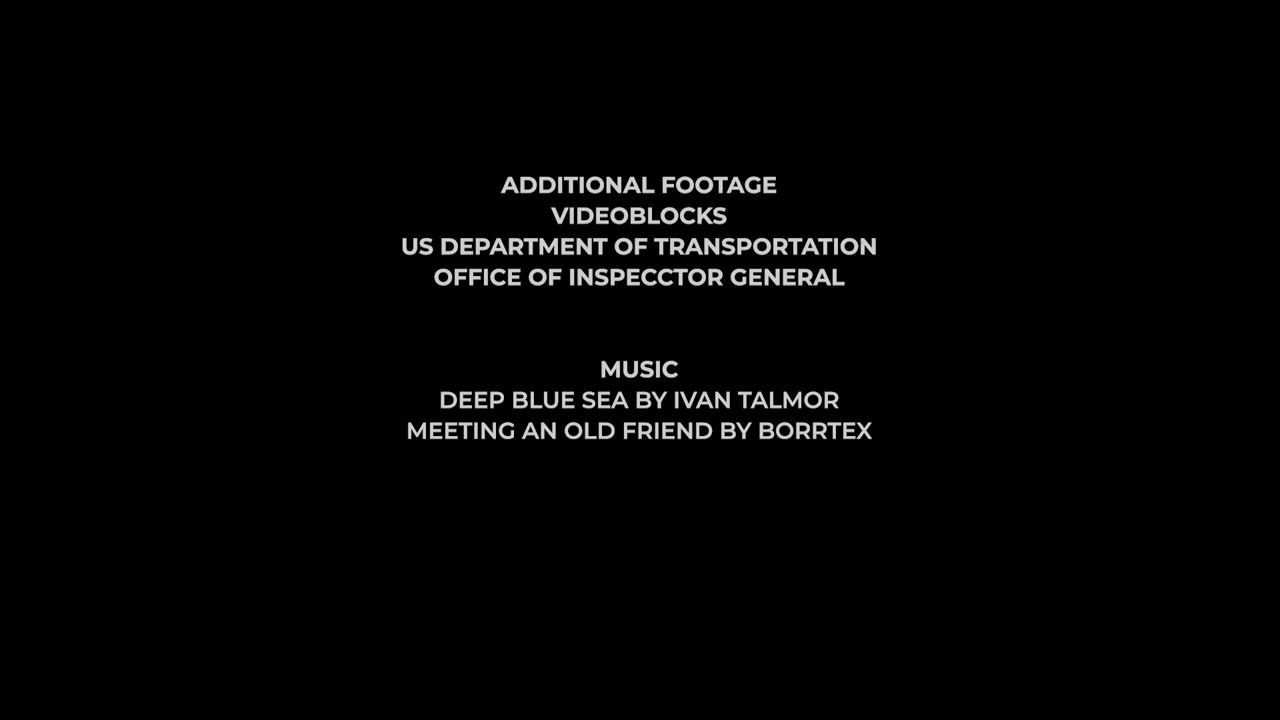 ADDITIONAL FOOTAGE
VIDEOBLOCKS
US DEPARTMENT OF TRANSPORTATION
OFFICE OF INSPECCTOR GENERAL
MUSIC
DEEP BLUE SEA BY IVAN TALMOR
MEETING AN OLD FRIEND BY BORRTEX